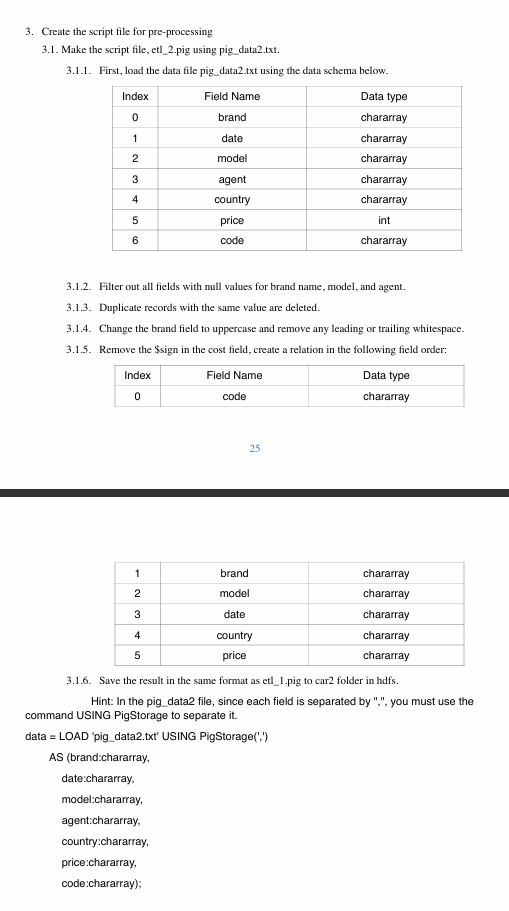 3. Create the script file for pre-processing
3.1. Make the script file, etl_2.pig using pig_data2.txt.
3.1.1. First, load the data file pig_data2.txt using the data schema below.
Index Field Name Data type
0 brand chararray
1 date chararray
2 model chararray
3 agent chararray
4 country chararray
5 price int
6 code chararray
3.1.2. Filter out all fields with null values for brand name, model, and agent.
3.1.3. Duplicate records with the same value are deleted.
3.1.4. Change the brand field to uppercase and remove any leading or trailing whitespace.
3.1.5. Remove the $sign in the cost field, create a relation in the following field order:
Index Field Name Data type
0 code chararray
25
1 brand chararray
2 model chararray
3 date chararray
4 country chararray
5 price chararray
3.1.6. Save the result in the same format as etl_1.pig to car2 folder in hdfs.
Hint: In the pig_data2 file, since each field is separated by ",", you must use the
command USING PigStorage to separate it.
data = LOAD 'pig_data2.txt' USING PigStorage(',')
AS (brand:chararray,
date:chararray,
model:chararray,
agent:chararray,
country:chararray,
price:chararray,
code:chararray);